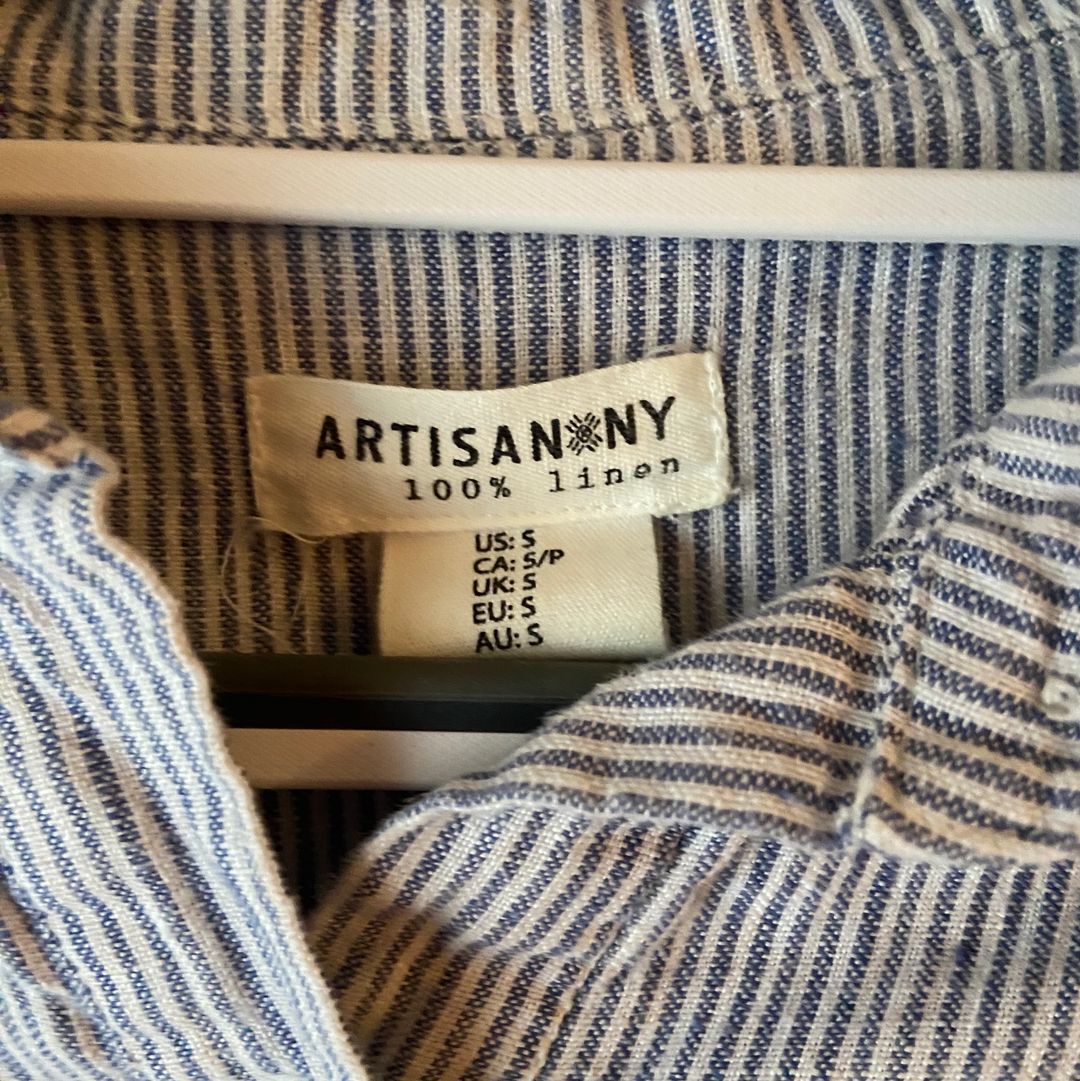 ARTISAN NY
100% linen
US: S
CA: S/P
UK: S
EU: S
AU: S